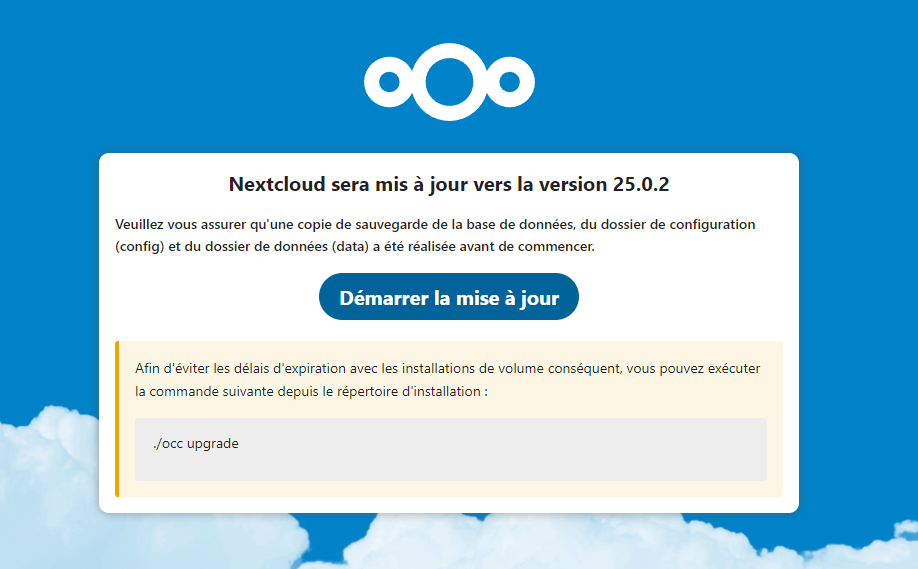 Nextcloud sera mis à jour vers la version 25.0.2
Veuillez vous assurer qu'une copie de sauvegarde de la base de données, du dossier de configuration
(config) et du dossier de données (data) a été réalisée avant de commencer.
Démarrer la mise à jour
Afin d'éviter les délais d'expiration avec les installations de volume conséquent, vous pouvez exécuter
la commande suivante depuis le répertoire d'installation :
./occ upgrade